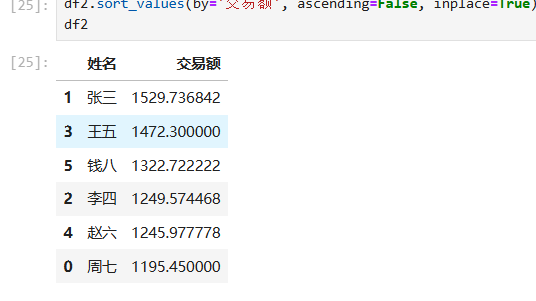 [25]: df2.sort_values(by='交易额', ascending=False, inplace=True)
df2
[25]: 姓名 交易额
1 张三 1529.736842
3 王五 1472.300000
5 钱八 1322.722222
2 李四 1249.574468
4 赵六 1245.977778
0 周七 1195.450000